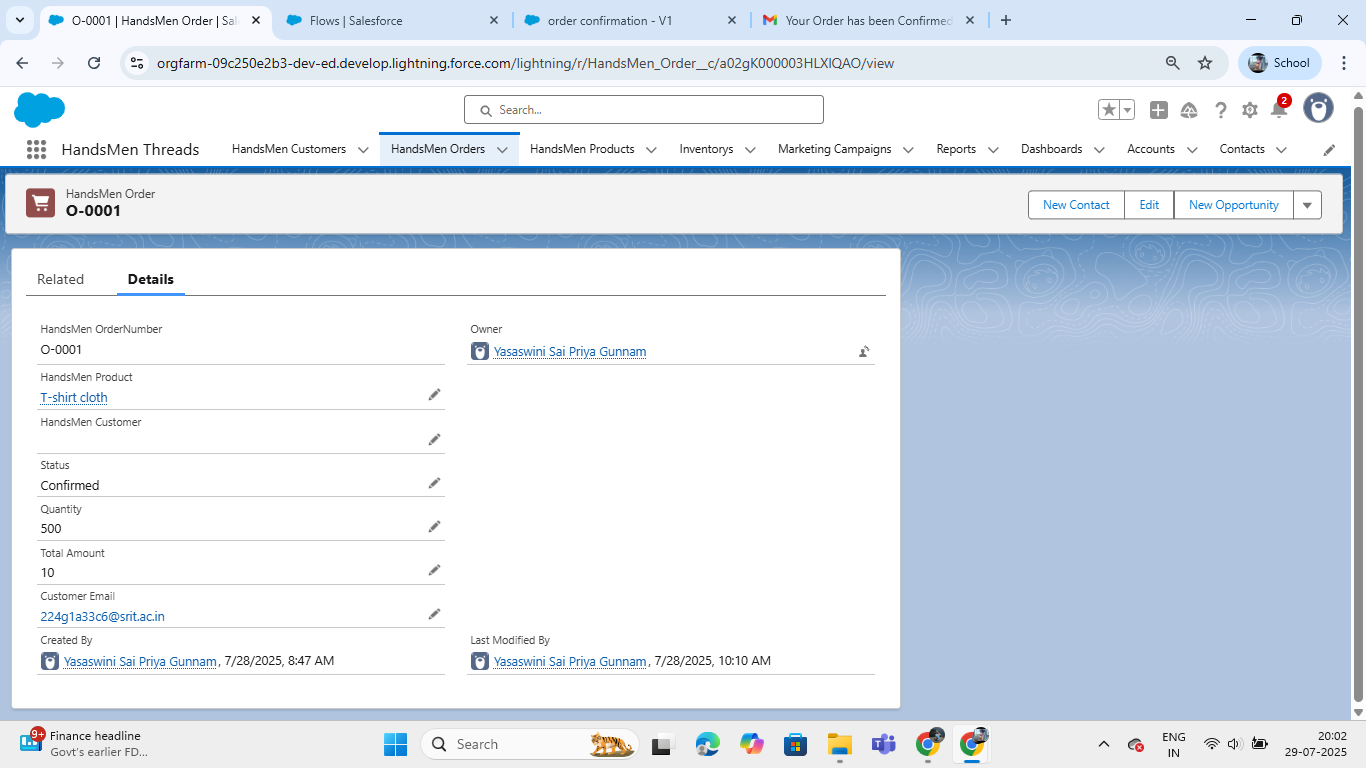 O-0001 | HandsMen Order | Sal
Flows | Salesforce
order confirmation - V1
Your Order has been Confirmed
orgfarm-09c250e2b3-dev-ed.develop.lightning.force.com/lightning/r/HandsMen_Order__c/a02gK000003HLXlQAO/view
School
Search...
2
HandsMen Threads
HandsMen Customers
HandsMen Orders
HandsMen Products
Inventorys
Marketing Campaigns
Reports
Dashboards
Accounts
Contacts
HandsMen Order
O-0001
New Contact
Edit
New Opportunity
Related
Details
HandsMen OrderNumber
O-0001
Owner
Yasaswini Sai Priya Gunnam
HandsMen Product
T-shirt cloth
HandsMen Customer
Status
Confirmed
Quantity
500
Total Amount
10
Customer Email
224g1a33c6@srit.ac.in
Created By
Yasaswini Sai Priya Gunnam, 7/28/2025, 8:47 AM
Last Modified By
Yasaswini Sai Priya Gunnam, 7/28/2025, 10:10 AM
9+
Finance headline
Govt's earlier FD...
Search
ENG
IN
20:02
29-07-2025